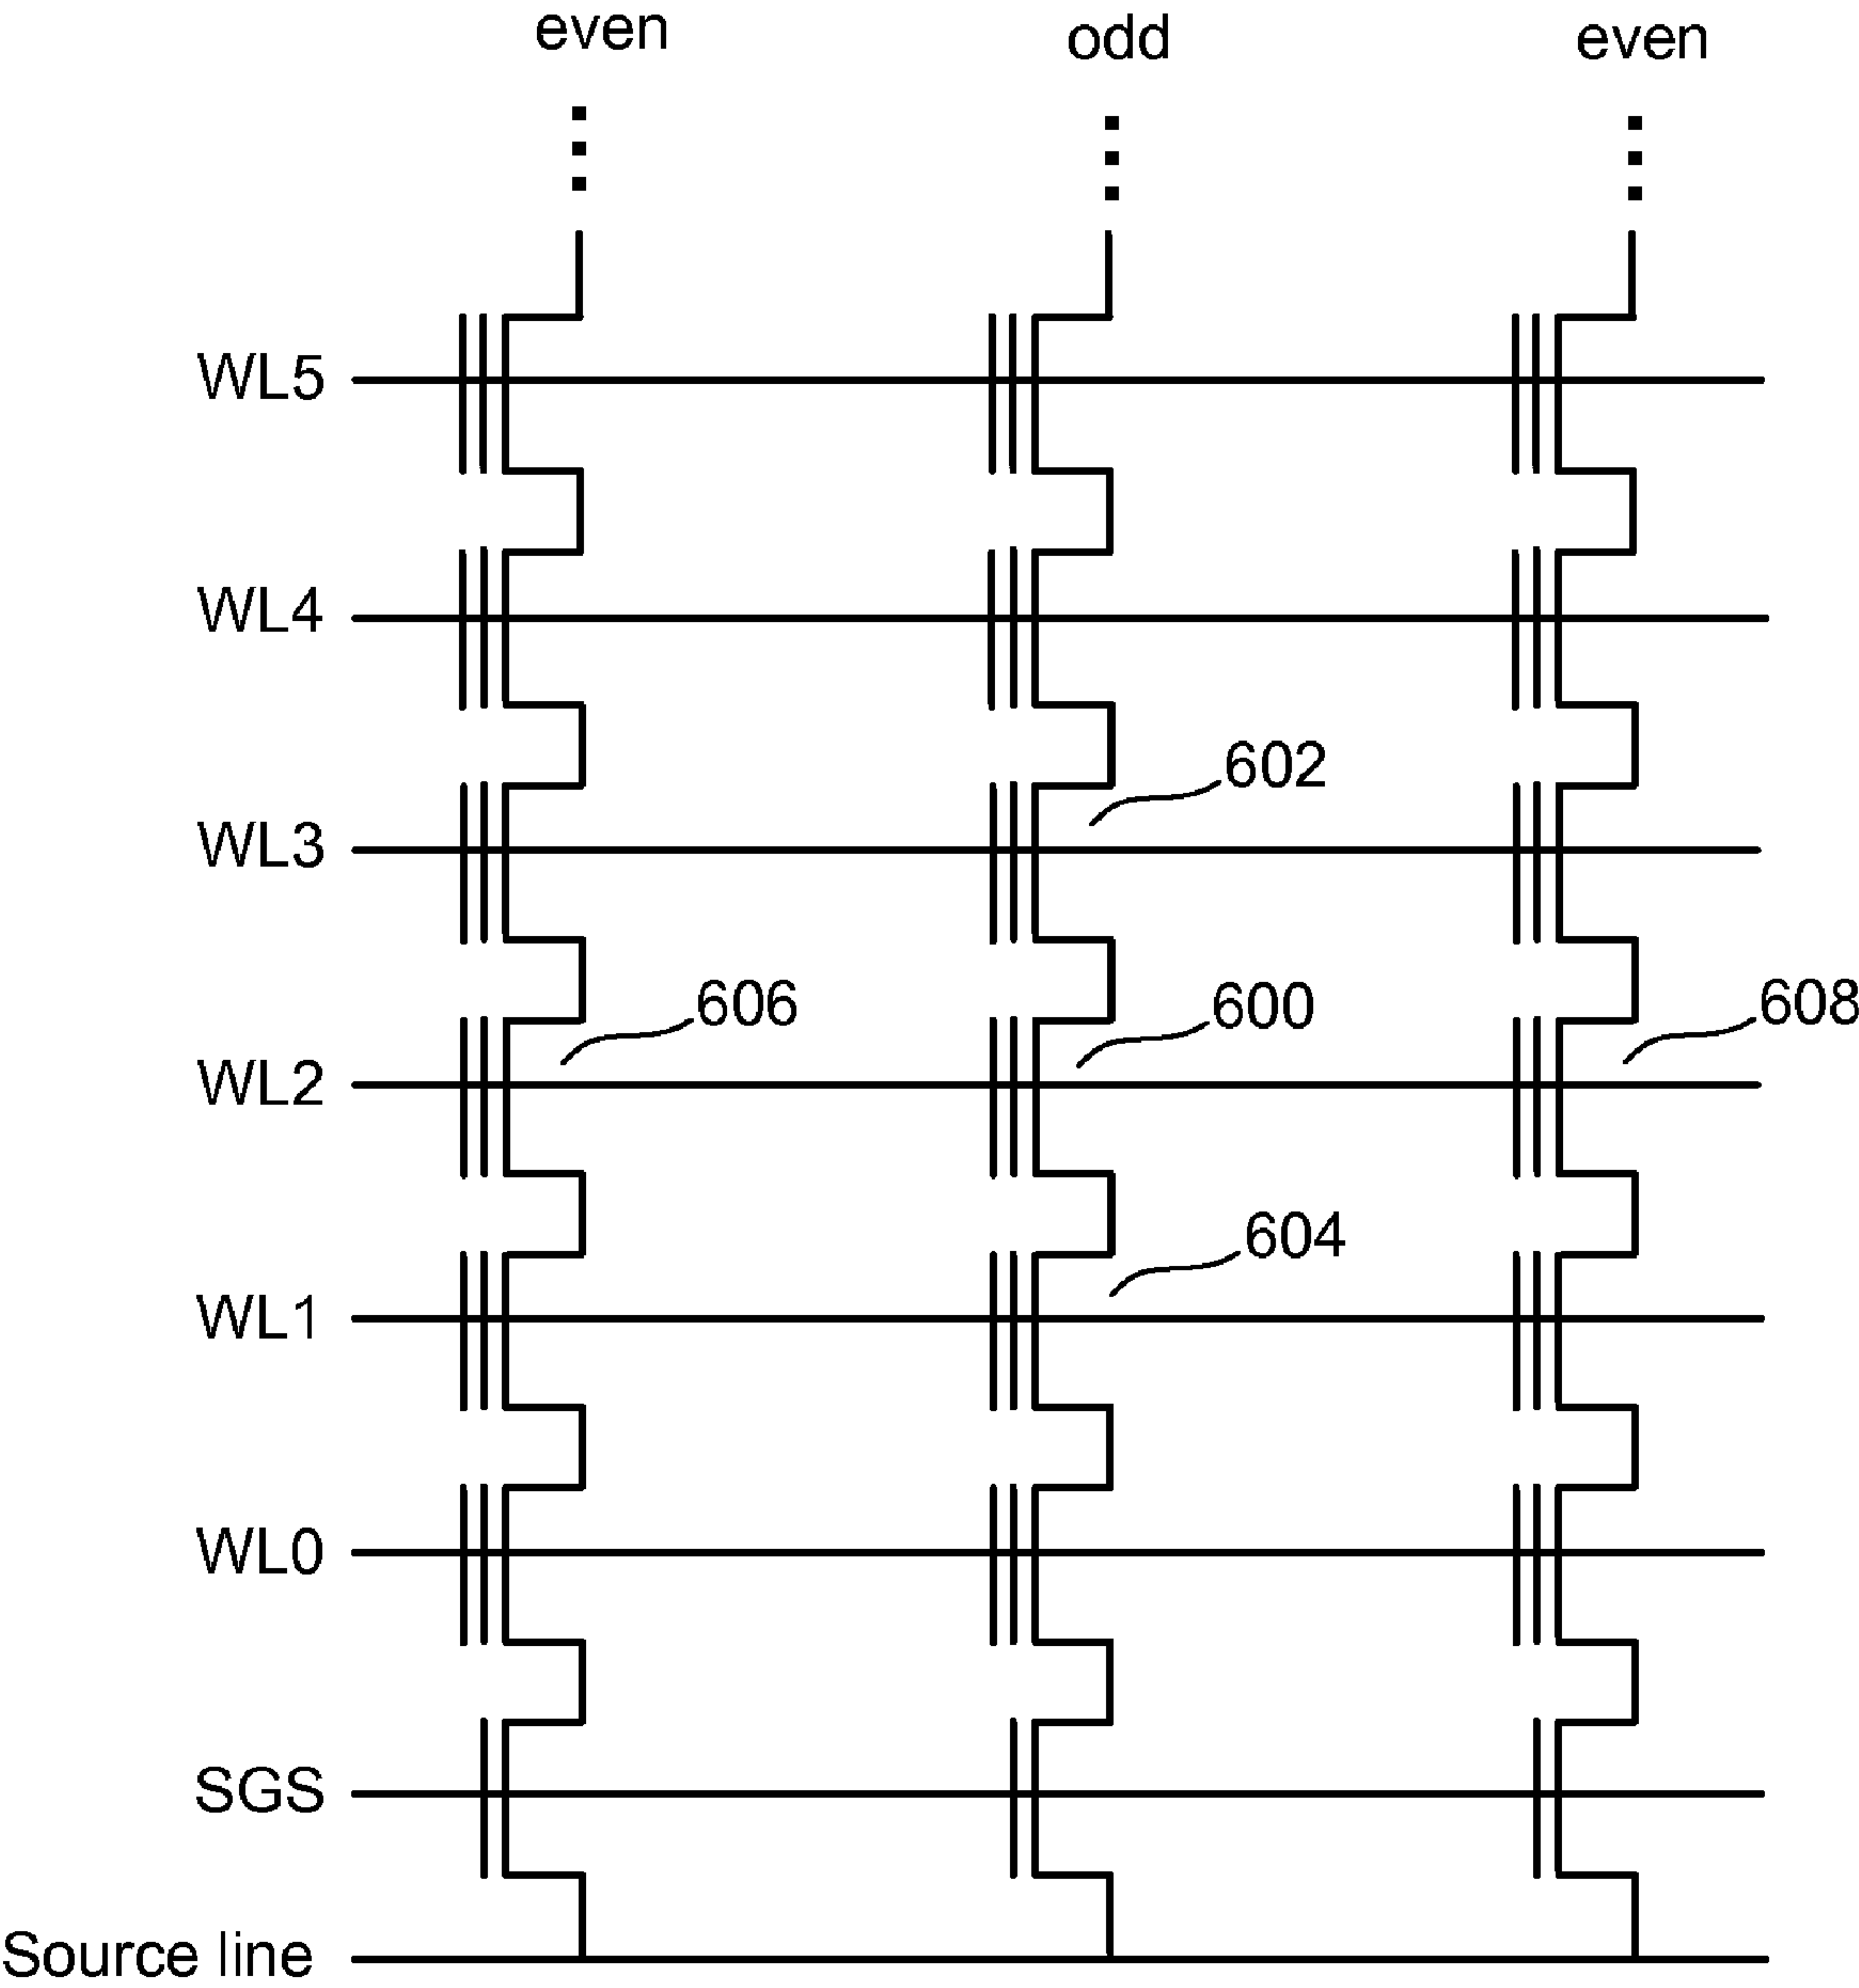 even odd even
WL5
WL4
602
WL3
606 600 608
WL2
604
WL1
WL0
SGS
Source line